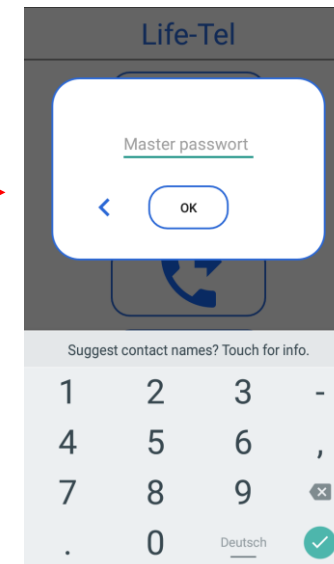 Life-Tel
Master passwort
OK
Suggest contact names? Touch for info.
1 2 3 -
4 5 6 ,
7 8 9
. 0 Deutsch